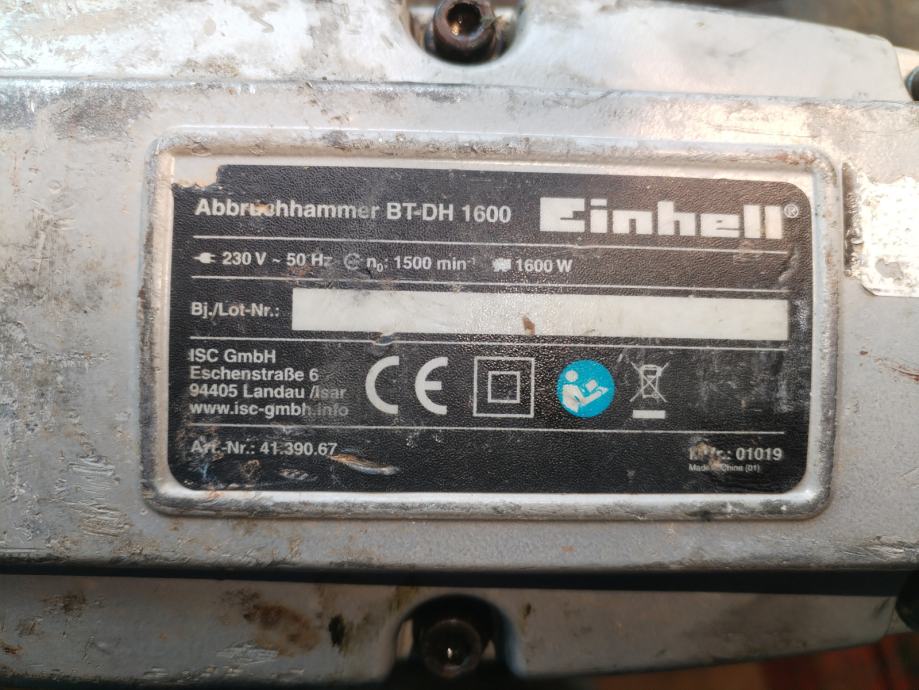 Abbruchhammer BT-DH 1600
Einhell®
230 V ~ 50 Hz n₀: 1500 min⁻¹ 1600 W
Bj./Lot-Nr.:
ISC GmbH
Eschenstraße 6
94405 Landau /Isar
www.isc-gmbh.info
CE
Art.-Nr.: 41.390.67
01019
Made in China (01)